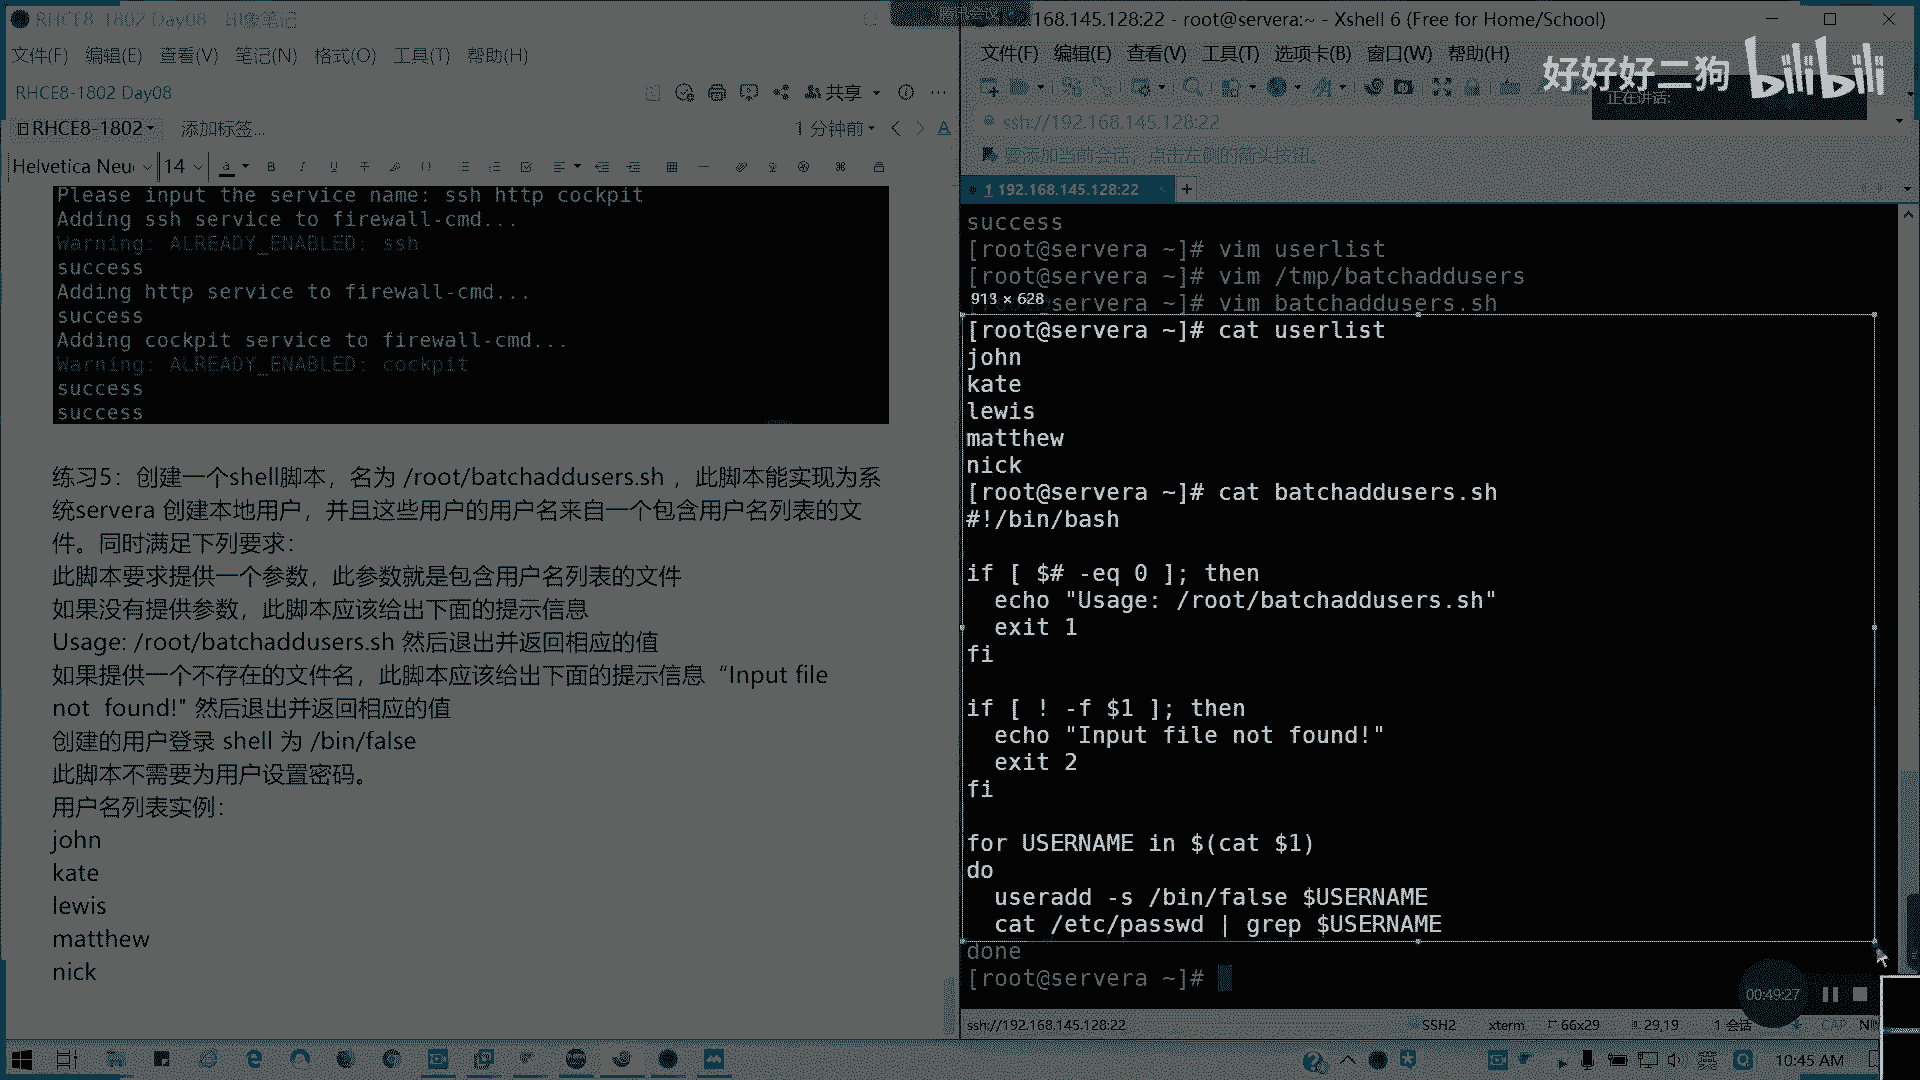 RHCE8-1802 Day08 - 印象笔记
文件(F) 编辑(E) 查看(V) 笔记(N) 格式(O) 工具(T) 帮助(H)
RHCE8-1802 Day08
共享
RHCE8-1802
添加标签...
1 分钟前
Helvetica Neu 14
Please input the service name: ssh http cockpit
Adding ssh service to firewall-cmd...
Warning: ALREADY_ENABLED: ssh
success
Adding http service to firewall-cmd...
success
Adding cockpit service to firewall-cmd...
Warning: ALREADY_ENABLED: cockpit
success
success
练习5：创建一个shell脚本，名为 /root/batchaddusers.sh ，此脚本能实现为系
统servera 创建本地用户，并且这些用户的用户名来自一个包含用户名列表的文
件。同时满足下列要求：
此脚本要求提供一个参数，此参数就是包含用户名列表的文件
如果没有提供参数，此脚本应该给出下面的提示信息
Usage: /root/batchaddusers.sh 然后退出并返回相应的值
如果提供一个不存在的文件名，此脚本应该给出下面的提示信息“Input file
not  found!" 然后退出并返回相应的值
创建的用户登录 shell 为 /bin/false
此脚本不需要为用户设置密码。
用户名列表实例：
john
kate
lewis
matthew
nick
192.168.145.128:22 - root@servera:~ - Xshell 6 (Free for Home/School)
文件(F) 编辑(E) 查看(V) 工具(T) 选项卡(B) 窗口(W) 帮助(H)
好好好二狗 bilibili
正在讲话:
ssh://192.168.145.128:22
要添加当前会话，点击左侧的箭头按钮。
1 192.168.145.128:22
success
[root@servera ~]# vim userlist
[root@servera ~]# vim /tmp/batchaddusers
[root@servera ~]# vim batchaddusers.sh
913 × 628
[root@servera ~]# cat userlist
john
kate
lewis
matthew
nick
[root@servera ~]# cat batchaddusers.sh
#!/bin/bash
if [ $# -eq 0 ]; then
  echo "Usage: /root/batchaddusers.sh"
  exit 1
fi
if [ ! -f $1 ]; then
  echo "Input file not found!"
  exit 2
fi
for USERNAME in $(cat $1)
do
  useradd -s /bin/false $USERNAME
  cat /etc/passwd | grep $USERNAME
done
[root@servera ~]#
00:49:27
ssh://192.168.145.128:22 SSH2 xterm 66x29 29,19 1 会话 CAP
英
10:45 AM